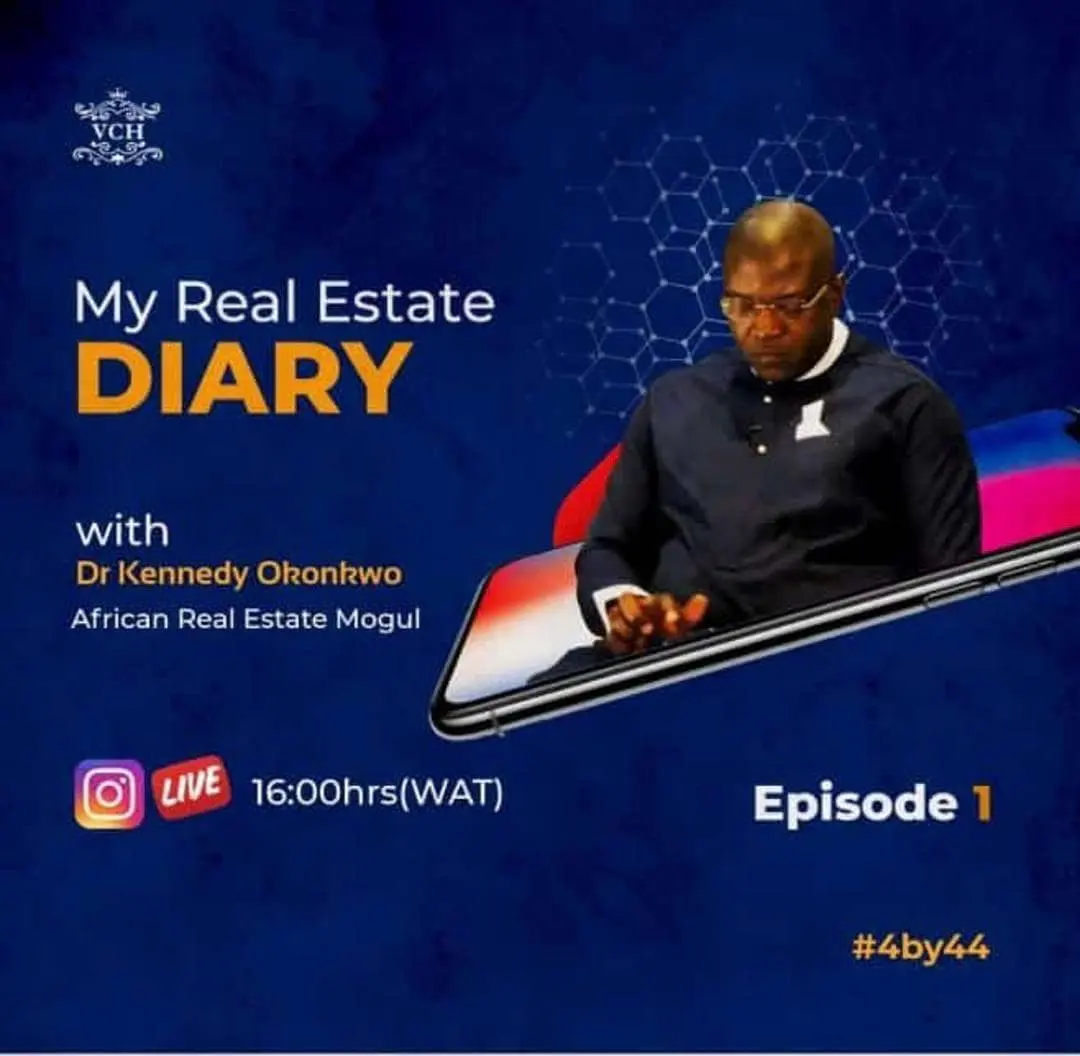 VCH
My Real Estate
DIARY
with
Dr Kennedy Okonkwo
African Real Estate Mogul
LIVE
16:00hrs(WAT)
Episode 1
#4by44